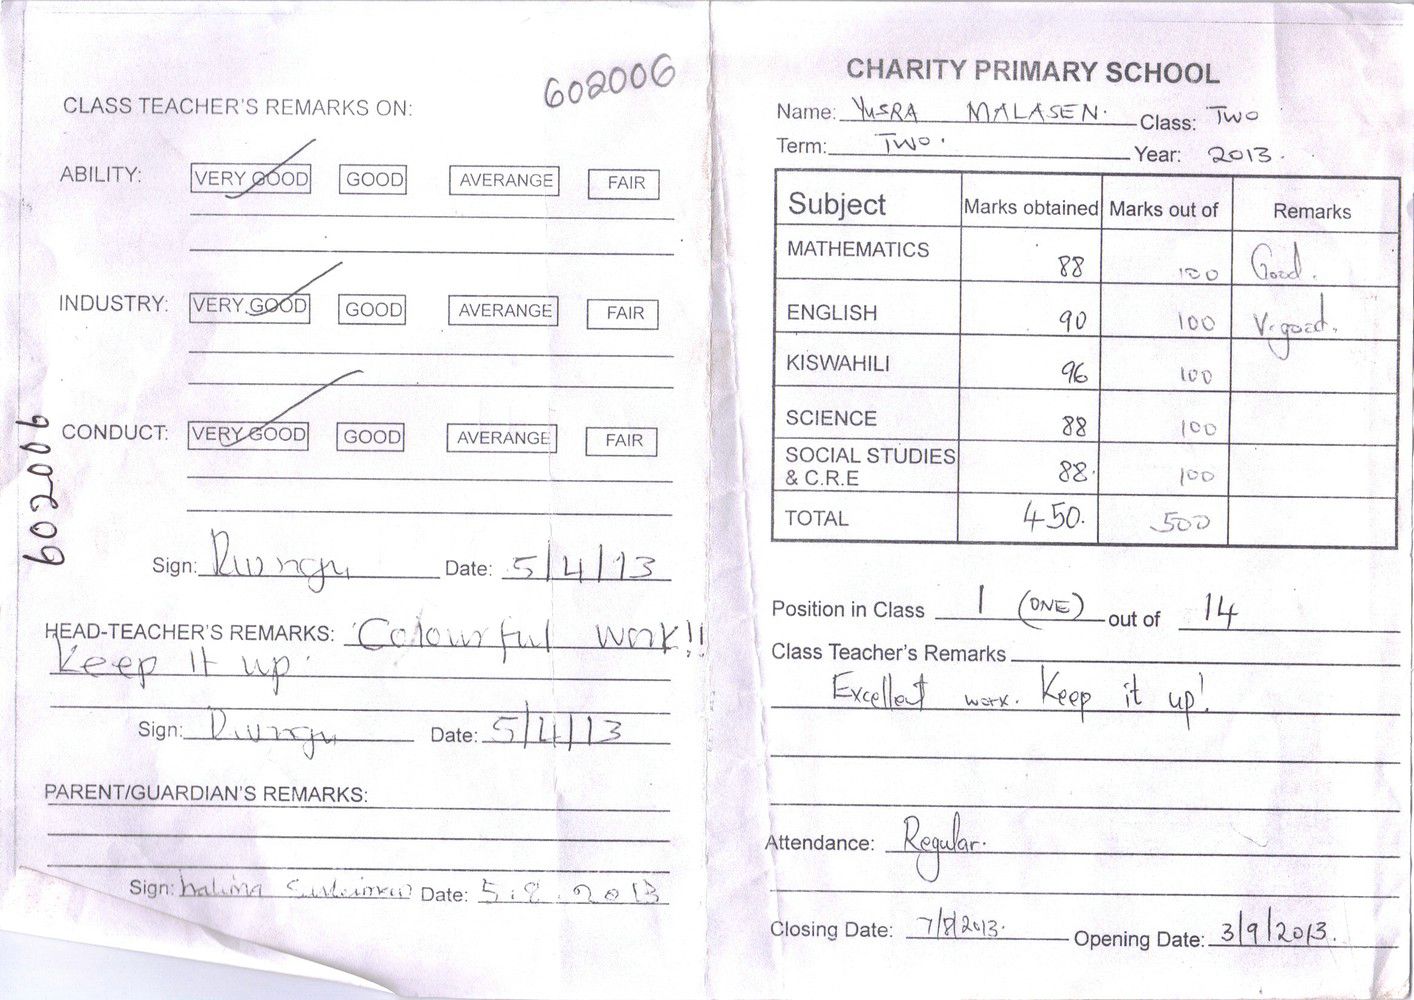 602006
CLASS TEACHER'S REMARKS ON:
ABILITY: VERY GOOD GOOD AVERANGE FAIR
INDUSTRY: VERY GOOD GOOD AVERANGE FAIR
CONDUCT: VERY GOOD GOOD AVERANGE FAIR
602006
Sign: Date: 5/4/13
HEAD-TEACHER'S REMARKS: Colourful work!!
Keep it up.
Sign: Date: 5/4/13
PARENT/GUARDIAN'S REMARKS:
Sign: halima Suleiman Date: 5.8.2013
CHARITY PRIMARY SCHOOL
Name: YUSRA MALASEN. Class: TWO
Term: TWO. Year: 2013.
Subject Marks obtained Marks out of Remarks
MATHEMATICS 88 100 Good.
ENGLISH 90 100 V.good.
KISWAHILI 96 100
SCIENCE 88 100
SOCIAL STUDIES
& C.R.E 88. 100
TOTAL 450. 500
Position in Class 1 (ONE) out of 14
Class Teacher's Remarks
Excellent work. Keep it up!
Attendance: Regular.
Closing Date: 7/8/2013. Opening Date: 3/9/2013.